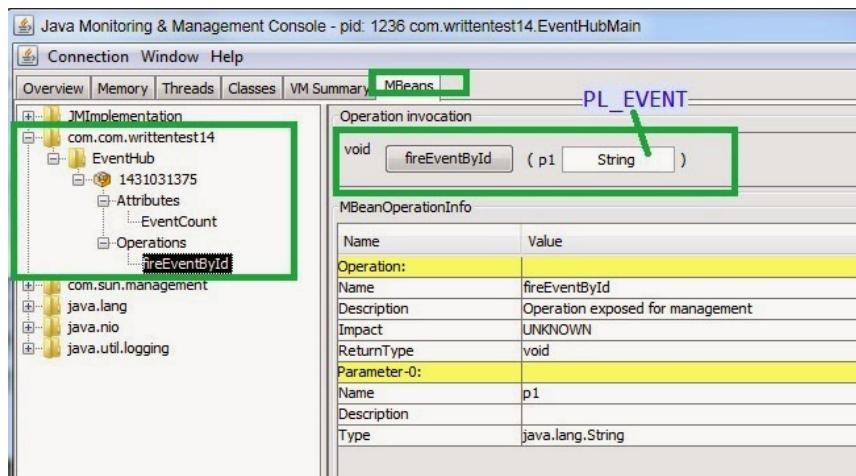 Java Monitoring & Management Console - pid: 1236 com.writtentest14.EventHubMain
Connection Window Help
Overview Memory Threads Classes VM Summary MBeans
PL_EVENT
JMImplementation
com.com.writtentest14
EventHub
1431031375
Attributes
EventCount
Operations
fireEventById
com.sun.management
java.lang
java.nio
java.util.logging
Operation invocation
void fireEventById ( p1 String )
MBeanOperationInfo
Name Value
Operation:
Name fireEventById
Description Operation exposed for management
Impact UNKNOWN
ReturnType void
Parameter-0:
Name p1
Description
Type java.lang.String